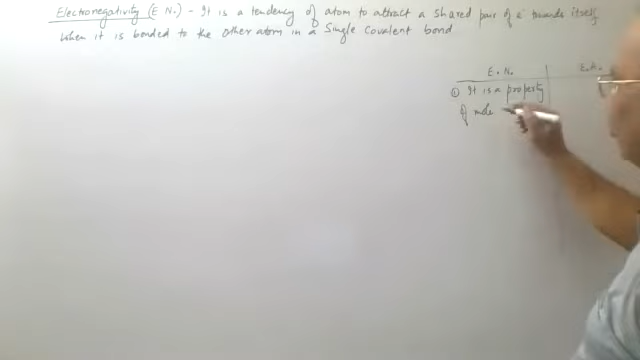 Electronegativity (E N.) - It is a tendency of atom to attract a shared pair of e⁻ towards itself
when it is bonded to the other atom in a single covalent bond
E. N.
① It is a property
of mole